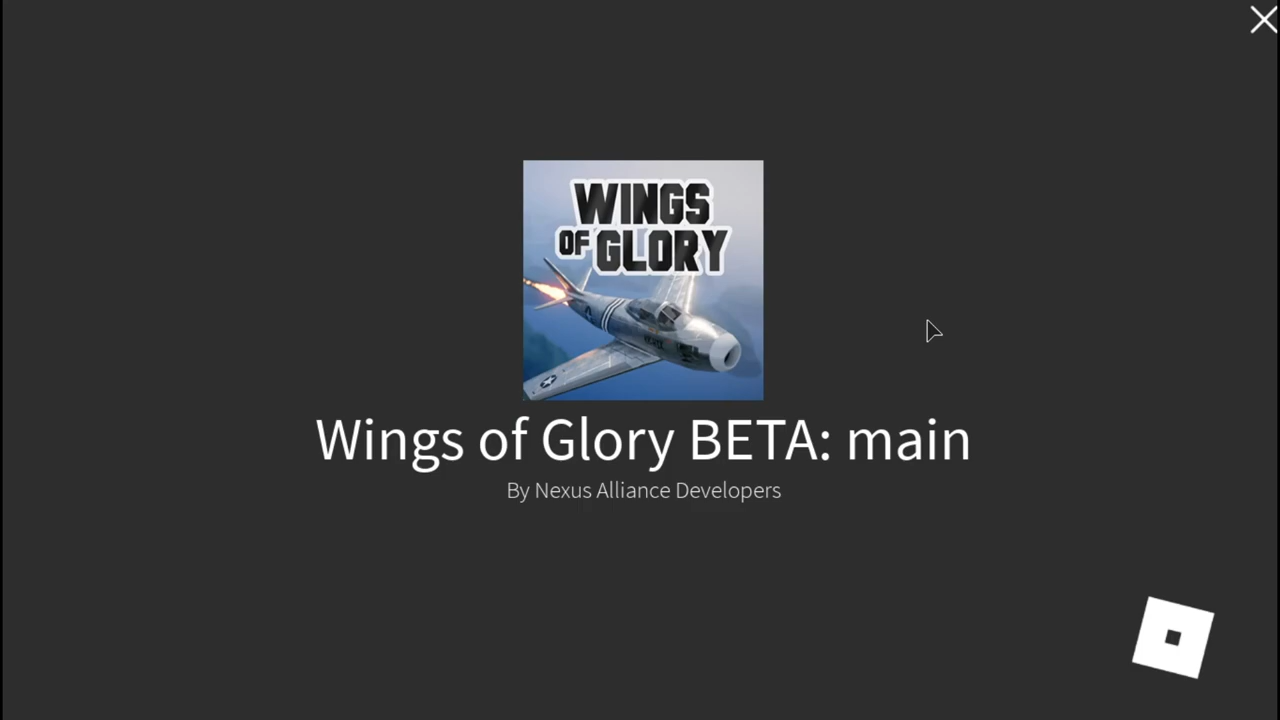 WINGS
OF GLORY
Wings of Glory BETA: main
By Nexus Alliance Developers